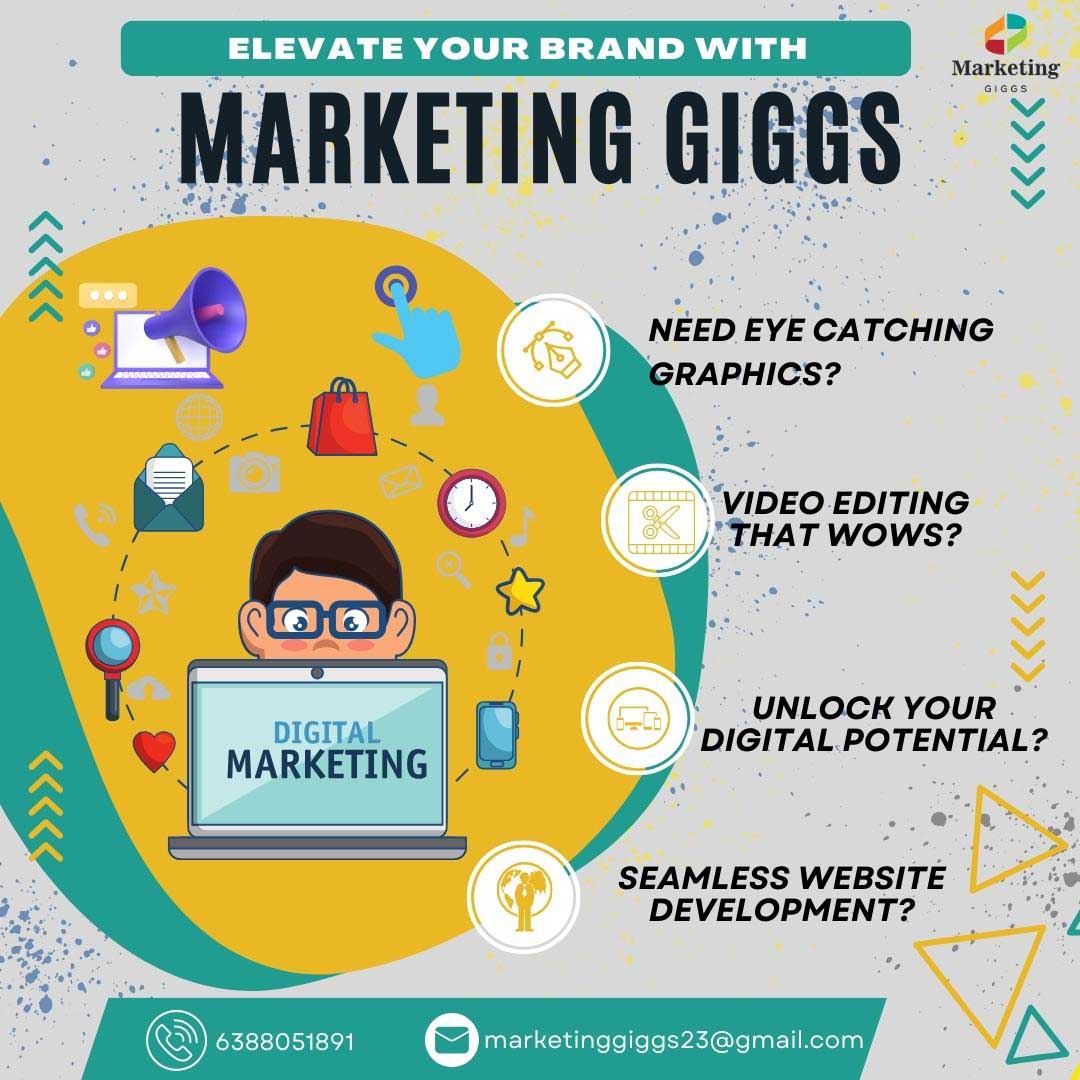 ELEVATE YOUR BRAND WITH
Marketing
GIGGS
MARKETING GIGGS
NEED EYE CATCHING
GRAPHICS?
VIDEO EDITING
THAT WOWS?
UNLOCK YOUR
DIGITAL POTENTIAL?
DIGITAL
MARKETING
SEAMLESS WEBSITE
DEVELOPMENT?
6388051891
marketinggiggs23@gmail.com